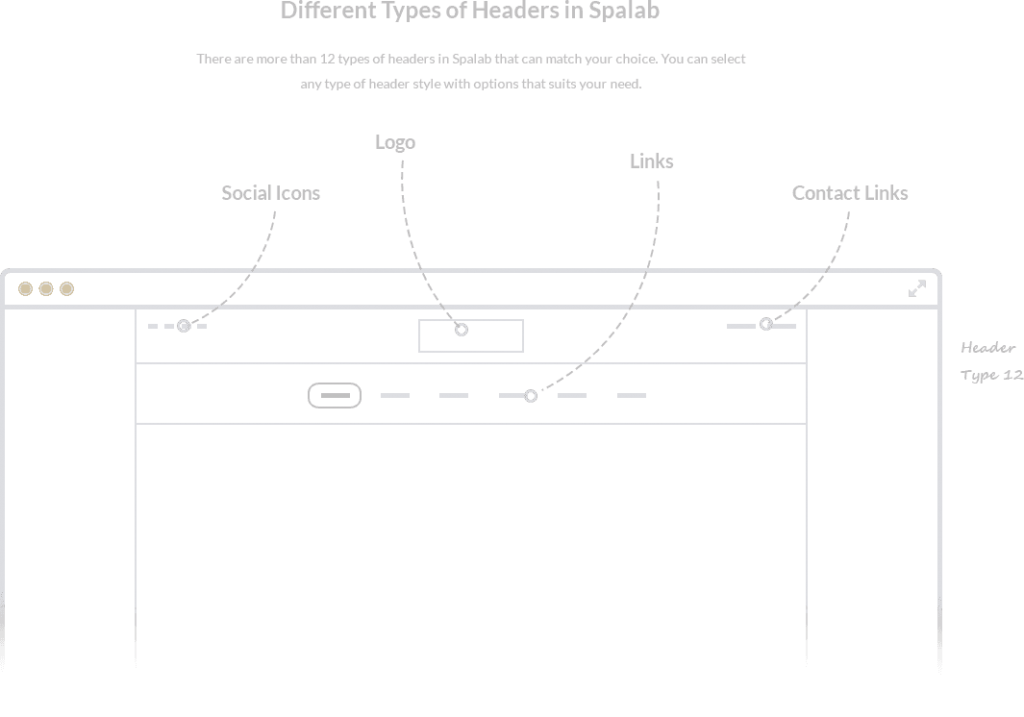 Different Types of Headers in Spalab
There are more than 12 types of headers in Spalab that can match your choice. You can select
any type of header style with options that suits your need.
Logo
Links
Social Icons
Contact Links
Header
Type 12